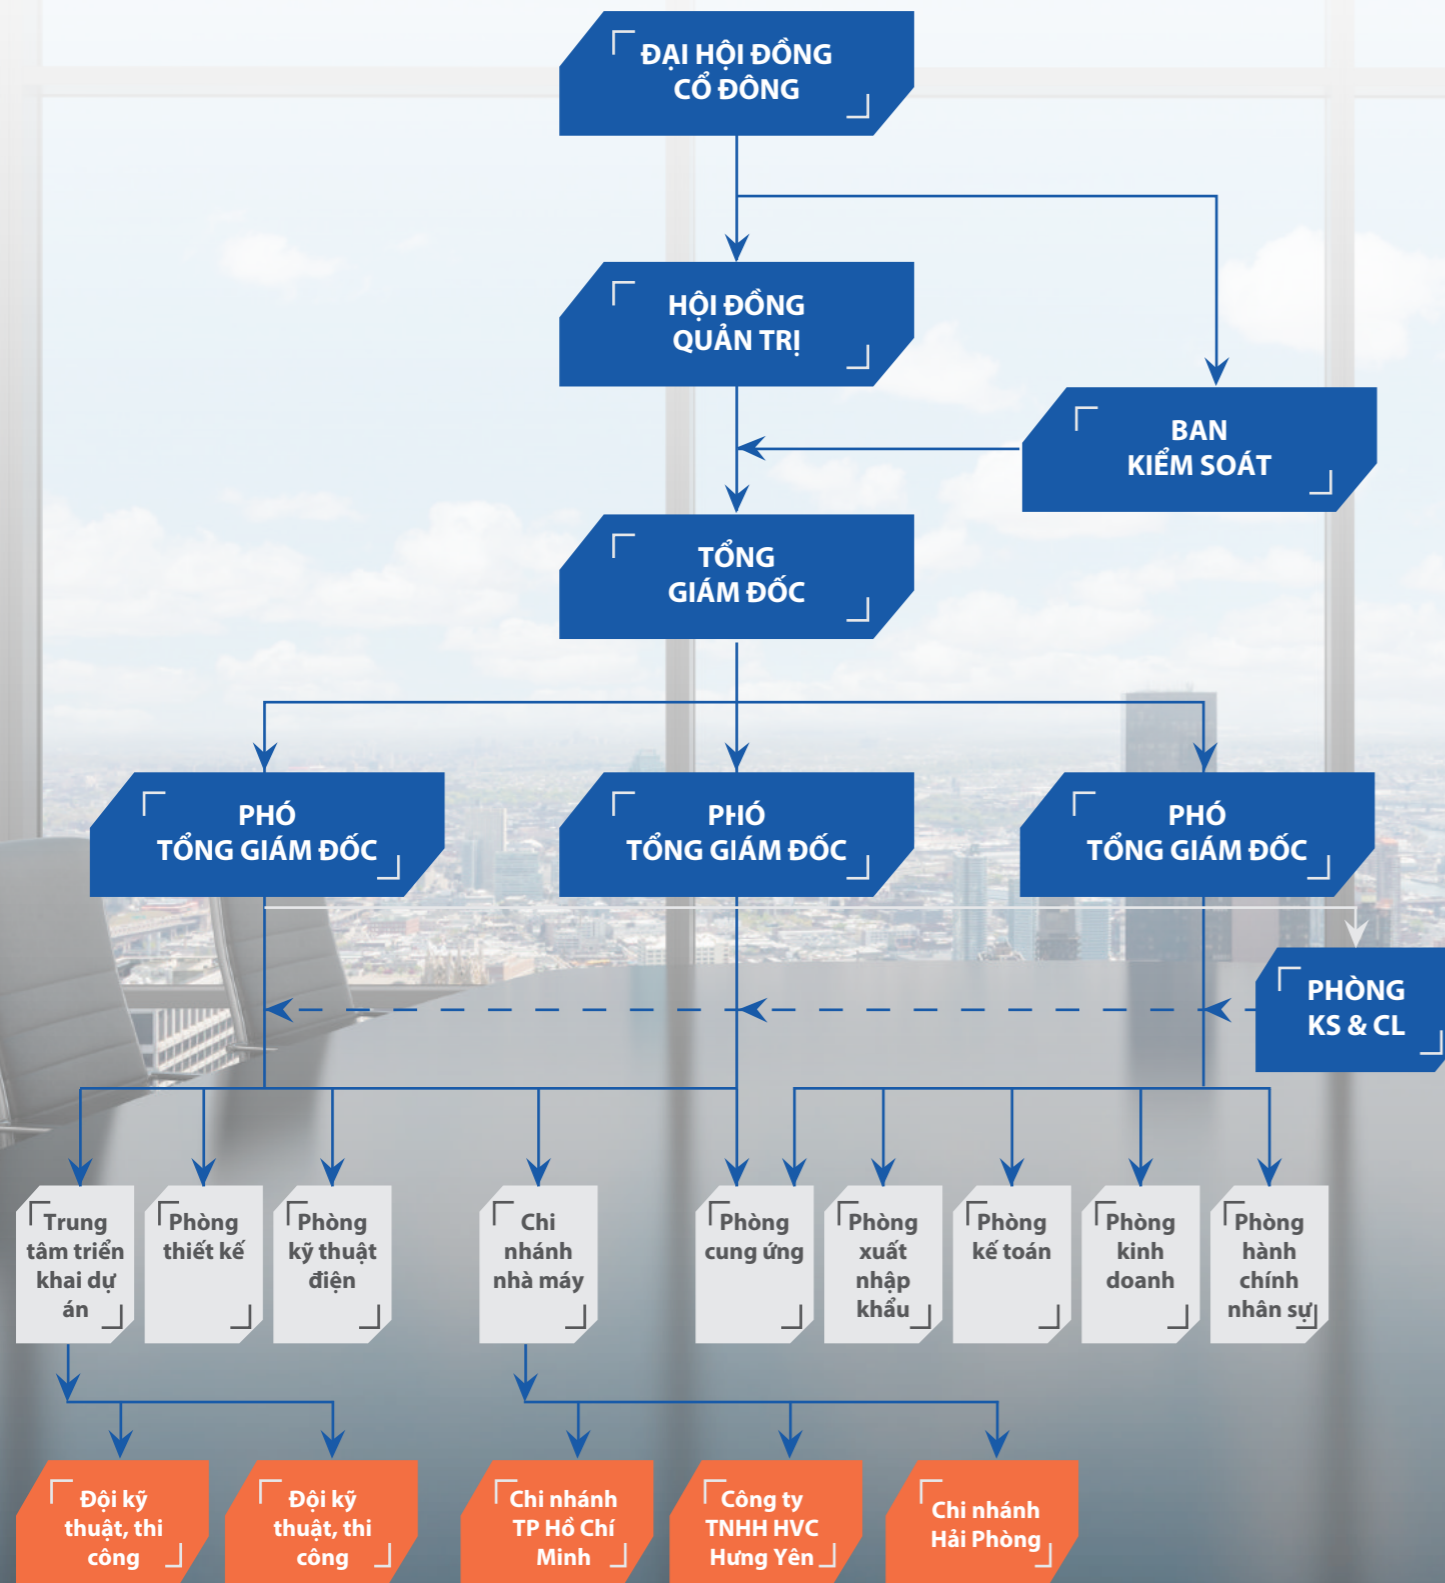 ĐẠI HỘI ĐỒNG
CỔ ĐÔNG
HỘI ĐỒNG
QUẢN TRỊ
BAN
KIỂM SOÁT
TỔNG
GIÁM ĐỐC
PHÓ
TỔNG GIÁM ĐỐC
PHÓ
TỔNG GIÁM ĐỐC
PHÓ
TỔNG GIÁM ĐỐC
PHÒNG
KS & CL
Trung
tâm triển
khai dự
án
Phòng
thiết kế
Phòng
kỹ thuật
điện
Chi
nhánh
nhà máy
Phòng
cung ứng
Phòng
xuất
nhập
khẩu
Phòng
kế toán
Phòng
kinh
doanh
Phòng
hành
chính
nhân sự
Đội kỹ
thuật, thi
công
Đội kỹ
thuật, thi
công
Chi nhánh
TP Hồ Chí
Minh
Công ty
TNHH HVC
Hưng Yên
Chi nhánh
Hải Phòng